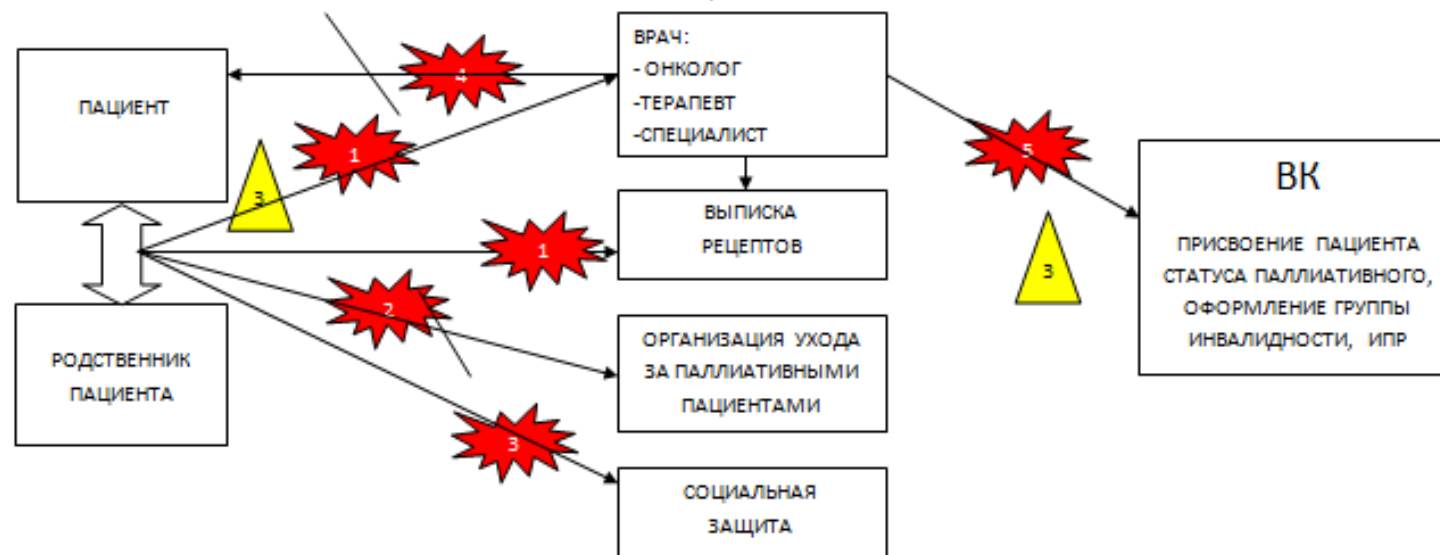 ПАЦИЕНТ
4
1
3
ВРАЧ:
- ОНКОЛОГ
-ТЕРАПЕВТ
-СПЕЦИАЛИСТ
5
ВК
ПРИСВОЕНИЕ ПАЦИЕНТА
СТАТУСА ПАЛЛИАТИВНОГО,
ОФОРМЛЕНИЕ ГРУППЫ
ИНВАЛИДНОСТИ, ИПР
3
1
ВЫПИСКА
РЕЦЕПТОВ
2
ОРГАНИЗАЦИЯ УХОДА
ЗА ПАЛЛИАТИВНЫМИ
ПАЦИЕНТАМИ
РОДСТВЕННИК
ПАЦИЕНТА
3
СОЦИАЛЬНАЯ
ЗАЩИТА